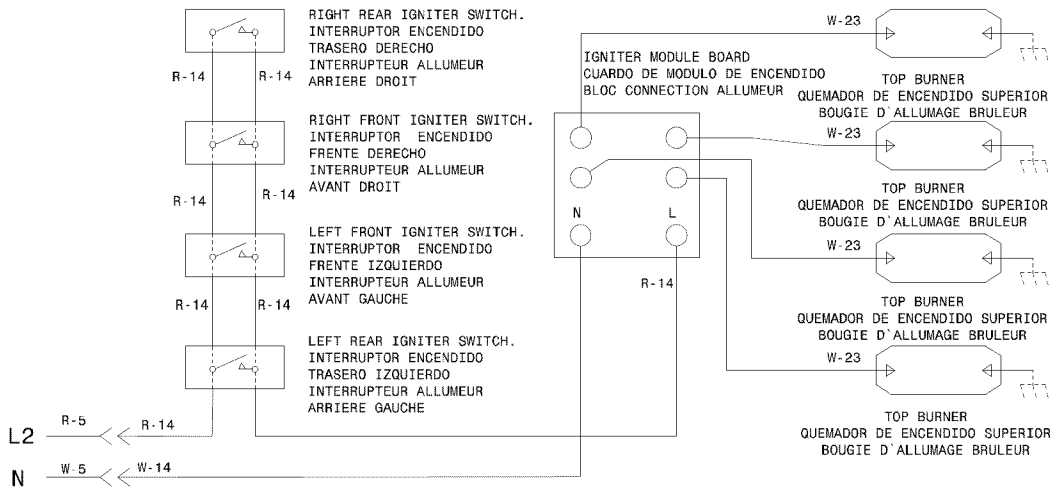 RIGHT REAR IGNITER SWITCH.
INTERRUPTOR ENCENDIDO
TRASERO DERECHO
INTERRUPTEUR ALLUMEUR
ARRIERE DROIT
R-14
R-14
RIGHT FRONT IGNITER SWITCH.
INTERRUPTOR ENCENDIDO
FRENTE DERECHO
INTERRUPTEUR ALLUMEUR
AVANT DROIT
R-14
R-14
LEFT FRONT IGNITER SWITCH.
INTERRUPTOR ENCENDIDO
FRENTE IZQUIERDO
INTERRUPTEUR ALLUMEUR
AVANT GAUCHE
R-14
R-14
LEFT REAR IGNITER SWITCH.
INTERRUPTOR ENCENDIDO
TRASERO IZQUIERDO
INTERRUPTEUR ALLUMEUR
ARRIERE GAUCHE
L2
R-5
R-14
N
W-5
W-14
IGNITER MODULE BOARD
CUARDO DE MODULO DE ENCENDIDO
BLOC CONNECTION ALLUMEUR
N
L
R-14
W-23
TOP BURNER
QUEMADOR DE ENCENDIDO SUPERIOR
BOUGIE D`ALLUMAGE BRULEUR
W-23
TOP BURNER
QUEMADOR DE ENCENDIDO SUPERIOR
BOUGIE D`ALLUMAGE BRULEUR
W-23
TOP BURNER
QUEMADOR DE ENCENDIDO SUPERIOR
BOUGIE D`ALLUMAGE BRULEUR
W-23
TOP BURNER
QUEMADOR DE ENCENDIDO SUPERIOR
BOUGIE D`ALLUMAGE BRULEUR